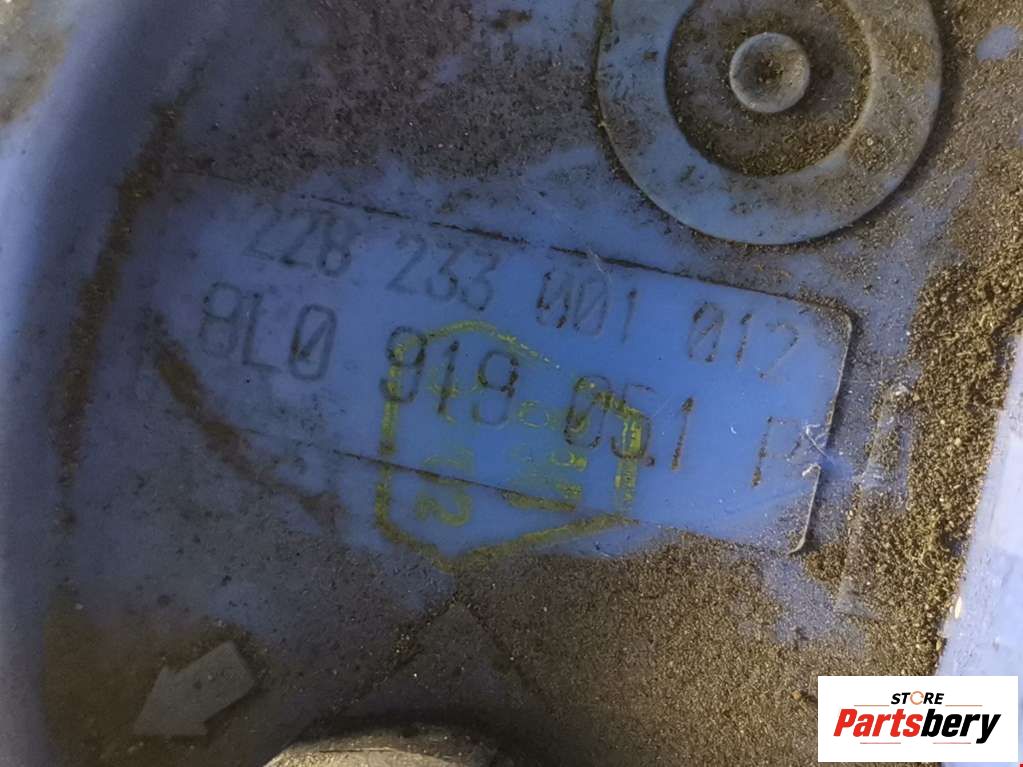 228 233 001 012
8L0 919 051 P
STORE
Partsbery